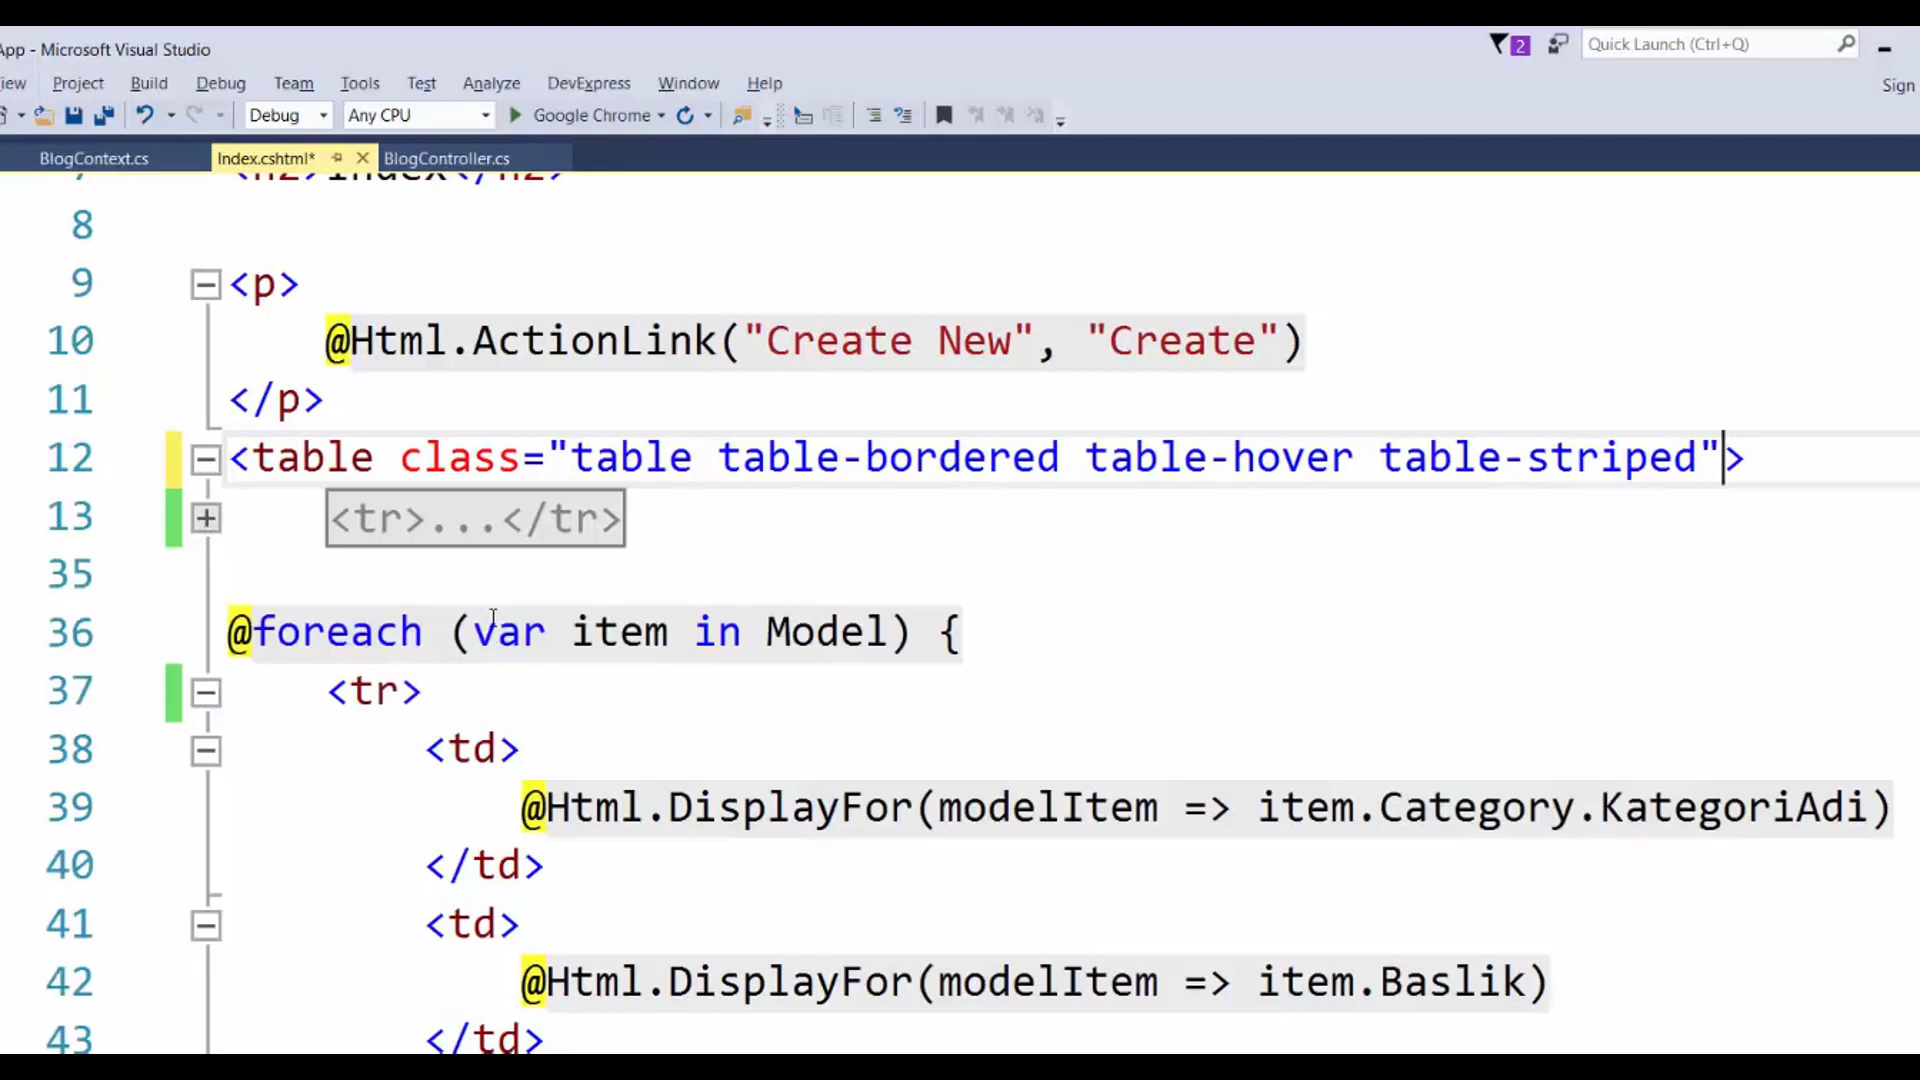 App - Microsoft Visual Studio
2
Quick Launch (Ctrl+Q)
Project Build Debug Team Tools Test Analyze DevExpress Window Help
Sign
Debug Any CPU Google Chrome
BlogContext.cs Index.cshtml* BlogController.cs
8
9 <p>
10 @Html.ActionLink("Create New", "Create")
11 </p>
12 <table class="table table-bordered table-hover table-striped">
13 <tr>...</tr>
35
36 @foreach (var item in Model) {
37 <tr>
38 <td>
39 @Html.DisplayFor(modelItem => item.Category.KategoriAdi)
40 </td>
41 <td>
42 @Html.DisplayFor(modelItem => item.Baslik)
43 </td>